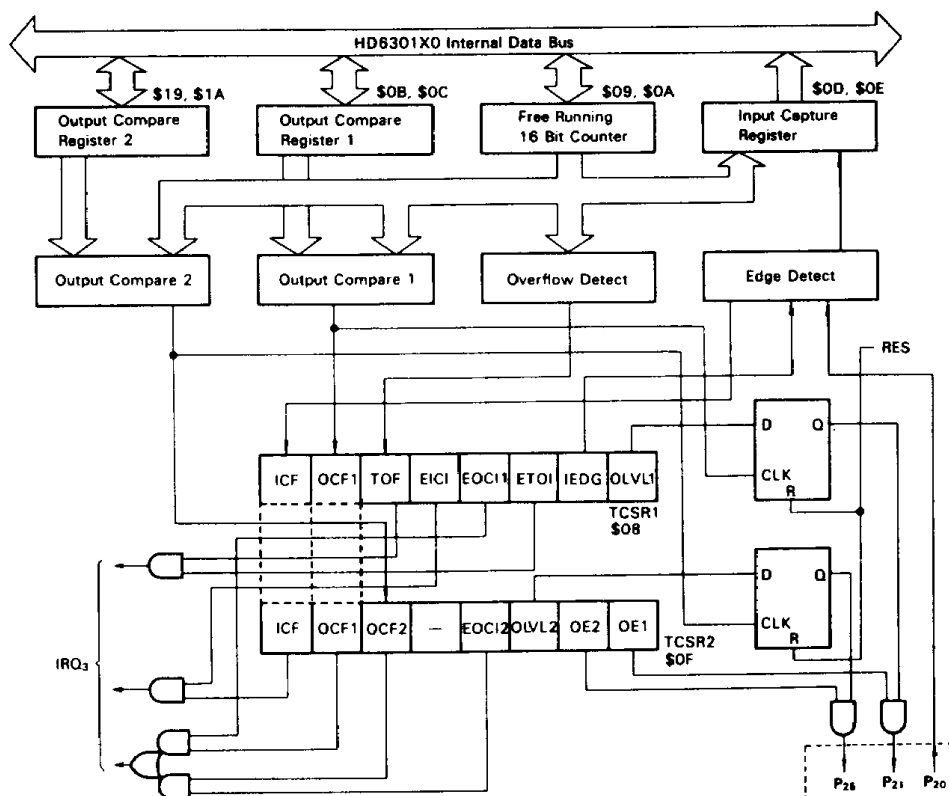 HD6301X0 Internal Data Bus
$19, $1A
$0B, $0C
$09, $0A
$0D, $0E
Output Compare
Register 2
Output Compare
Register 1
Free Running
16 Bit Counter
Input Capture
Register
Output Compare 2
Output Compare 1
Overflow Detect
Edge Detect
RES
D Q
CLK
R
ICF OCF1 TOF EICI EOCI1 ETOI IEDG OLVL1
TCSR1
$08
D Q
CLK
R
ICF OCF1 OCF2 — EOCI2 OLVL2 OE2 OE1
TCSR2
$0F
IRQ3
P25 P21 P20